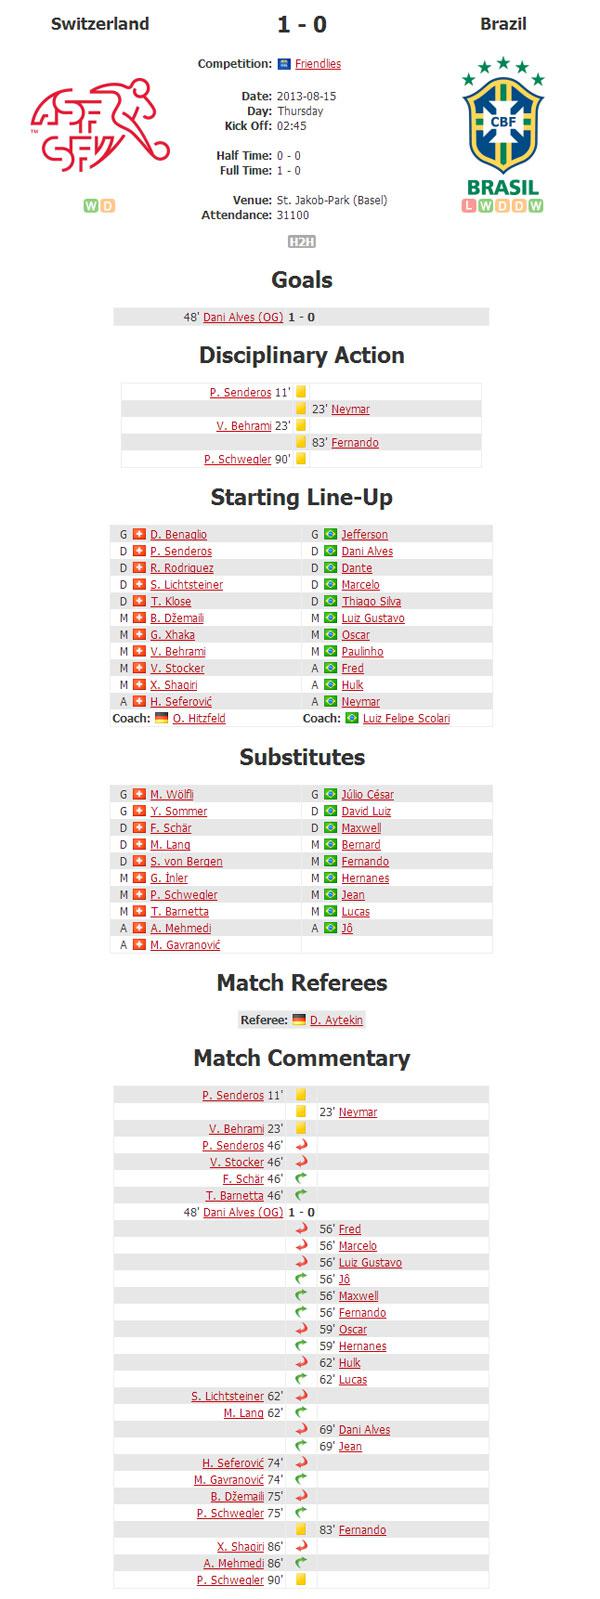 Switzerland 1 - 0 Brazil
Competition: Friendlies
Date: 2013-08-15
Day: Thursday
Kick Off: 02:45
Half Time: 0 - 0
Full Time: 1 - 0
Venue: St. Jakob-Park (Basel)
Attendance: 31100
ASF
SFV
™
CBF
BRASIL
W D
L W D D W
H2H
Goals
48' Dani Alves (OG) 1 - 0
Disciplinary Action
P. Senderos 11'
23' Neymar
V. Behrami 23'
83' Fernando
P. Schwegler 90'
Starting Line-Up
G D. Benaglio G Jefferson
D P. Senderos D Dani Alves
D R. Rodriguez D Dante
D S. Lichtsteiner D Marcelo
D T. Klose D Thiago Silva
M B. Džemaili M Luiz Gustavo
M G. Xhaka M Oscar
M V. Behrami M Paulinho
M V. Stocker A Fred
M X. Shaqiri A Hulk
A H. Seferović A Neymar
Coach: O. Hitzfeld Coach: Luiz Felipe Scolari
Substitutes
G M. Wölfli G Júlio César
G Y. Sommer D David Luiz
D F. Schär D Maxwell
D M. Lang M Bernard
D S. von Bergen M Fernando
M G. İnler M Hernanes
M P. Schwegler M Jean
M T. Barnetta M Lucas
A A. Mehmedi A Jô
A M. Gavranović
Match Referees
Referee: D. Aytekin
Match Commentary
P. Senderos 11'
23' Neymar
V. Behrami 23'
P. Senderos 46'
V. Stocker 46'
F. Schär 46'
T. Barnetta 46'
48' Dani Alves (OG) 1 - 0
56' Fred
56' Marcelo
56' Luiz Gustavo
56' Jô
56' Maxwell
56' Fernando
59' Oscar
59' Hernanes
62' Hulk
62' Lucas
S. Lichtsteiner 62'
M. Lang 62'
69' Dani Alves
69' Jean
H. Seferović 74'
M. Gavranović 74'
B. Džemaili 75'
P. Schwegler 75'
83' Fernando
X. Shaqiri 86'
A. Mehmedi 86'
P. Schwegler 90'